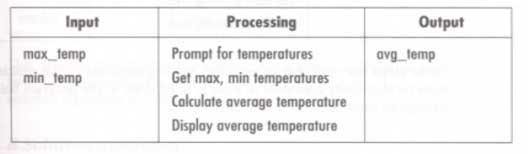 Input Processing Output
max_temp Prompt for temperatures avg_temp
min_temp Get max, min temperatures
Calculate average temperature
Display average temperature